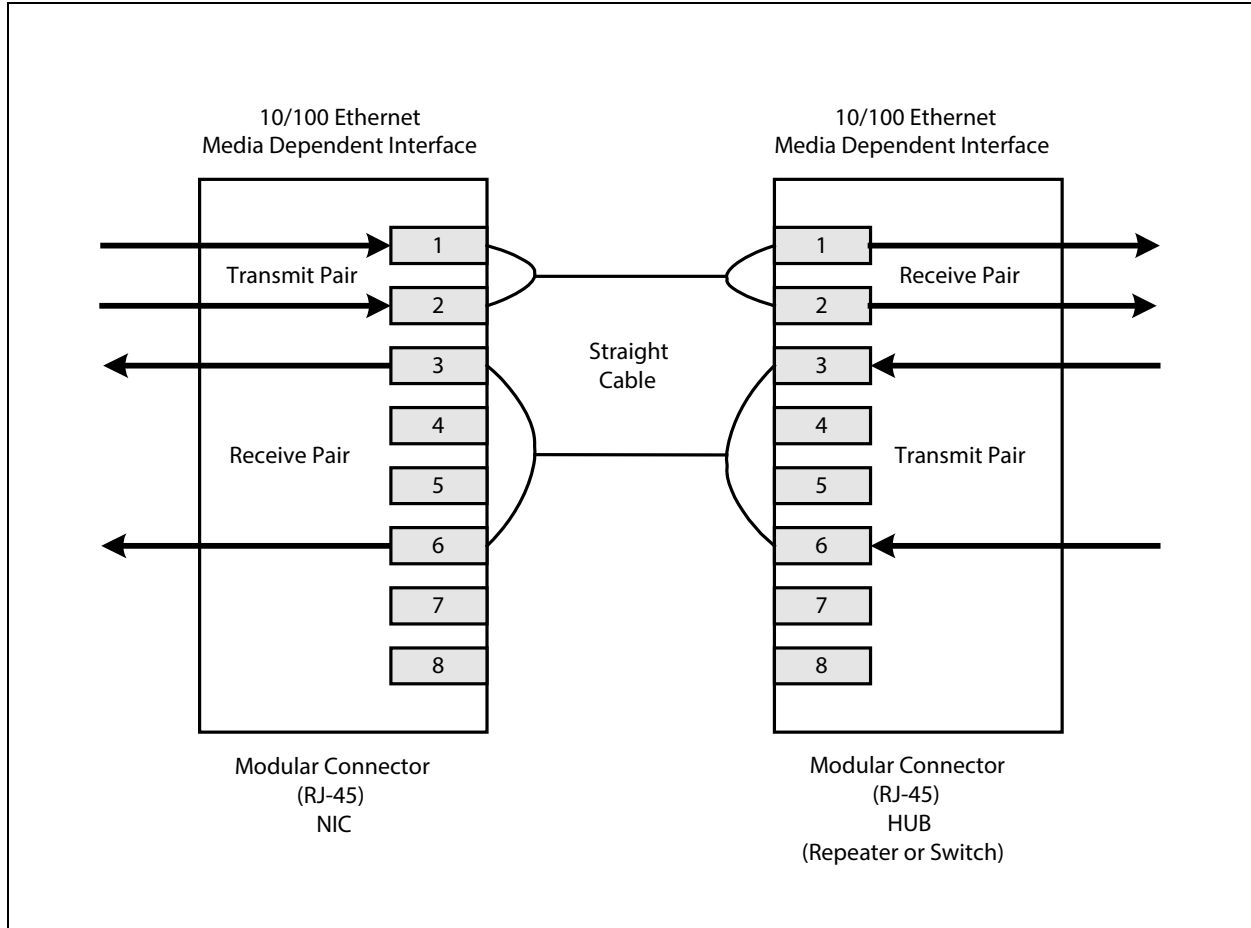 10/100 Ethernet
Media Dependent Interface
10/100 Ethernet
Media Dependent Interface
1
Transmit Pair
2
3
4
Receive Pair
5
6
7
8
Straight
Cable
1
Receive Pair
2
3
4
Transmit Pair
5
6
7
8
Modular Connector
(RJ-45)
NIC
Modular Connector
(RJ-45)
HUB
(Repeater or Switch)